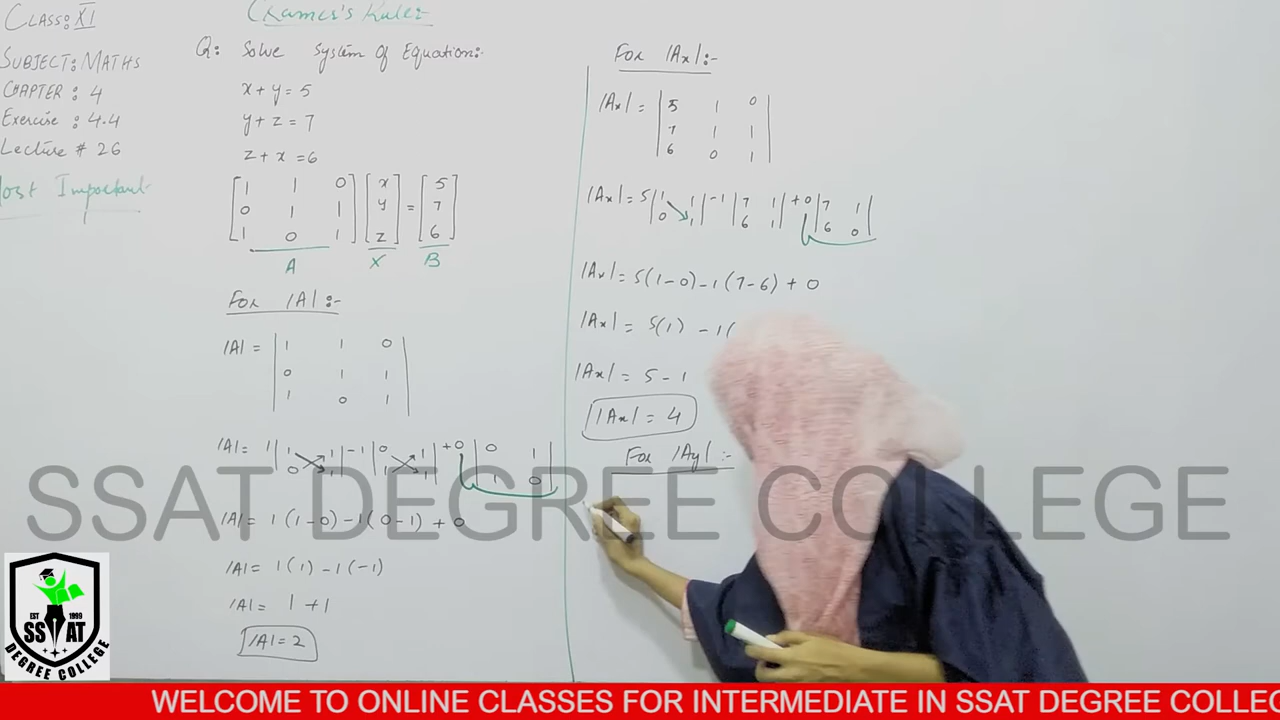 CLASS: XI
SUBJECT: MATHS
CHAPTER : 4
Exercise : 4.4
Lecture # 26
Most Important
Cramer's Rule:
Q: Solve System of Equation:-
x + y = 5
y + z = 7
z + x = 6
[1 1 0] [x] = [5]
[0 1 1] [y] [7]
[1 0 1] [z] [6]
A X B
For |A| :-
|A| = |1 1 0|
|0 1 1|
|1 0 1|
|A| = 1 |1 1| -1 |0 1| +0 |0 1|
|0 1| |1 1| |1 0|
|A| = 1 (1-0) -1 (0-1) + 0
|A| = 1(1) -1(-1)
|A| = 1 + 1
|A| = 2
For |Ax| :-
|Ax| = |5 1 0|
|7 1 1|
|6 0 1|
|Ax| = 5 |1 1| -1 |7 1| +0 |7 1|
|0 1| |6 1| |6 0|
|Ax| = 5(1-0) -1(7-6) + 0
|Ax| = 5(1) -1(
|Ax| = 5 - 1
|Ax| = 4
For |Ay| :-
SSAT DEGREE COLLEGE
EST 1999
SSAT
DEGREE COLLEGE
WELCOME TO ONLINE CLASSES FOR INTERMEDIATE IN SSAT DEGREE COLLEG